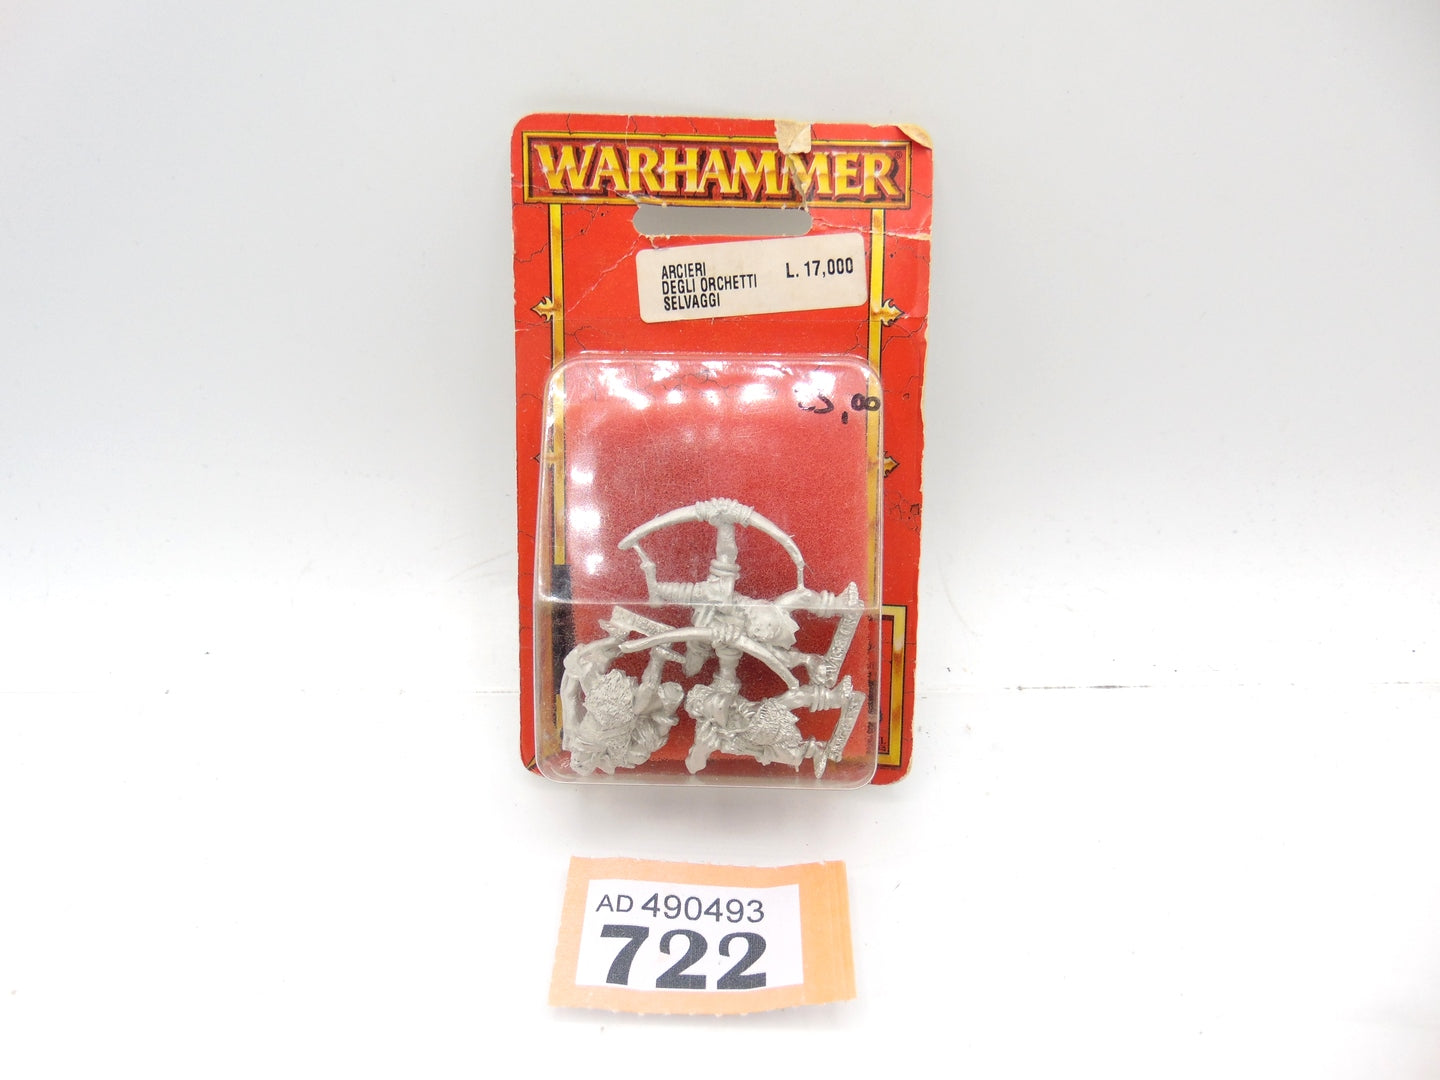 WARHAMMER
ARCIERI L. 17,000
DEGLI ORCHETTI
SELVAGGI
AD 490493
722